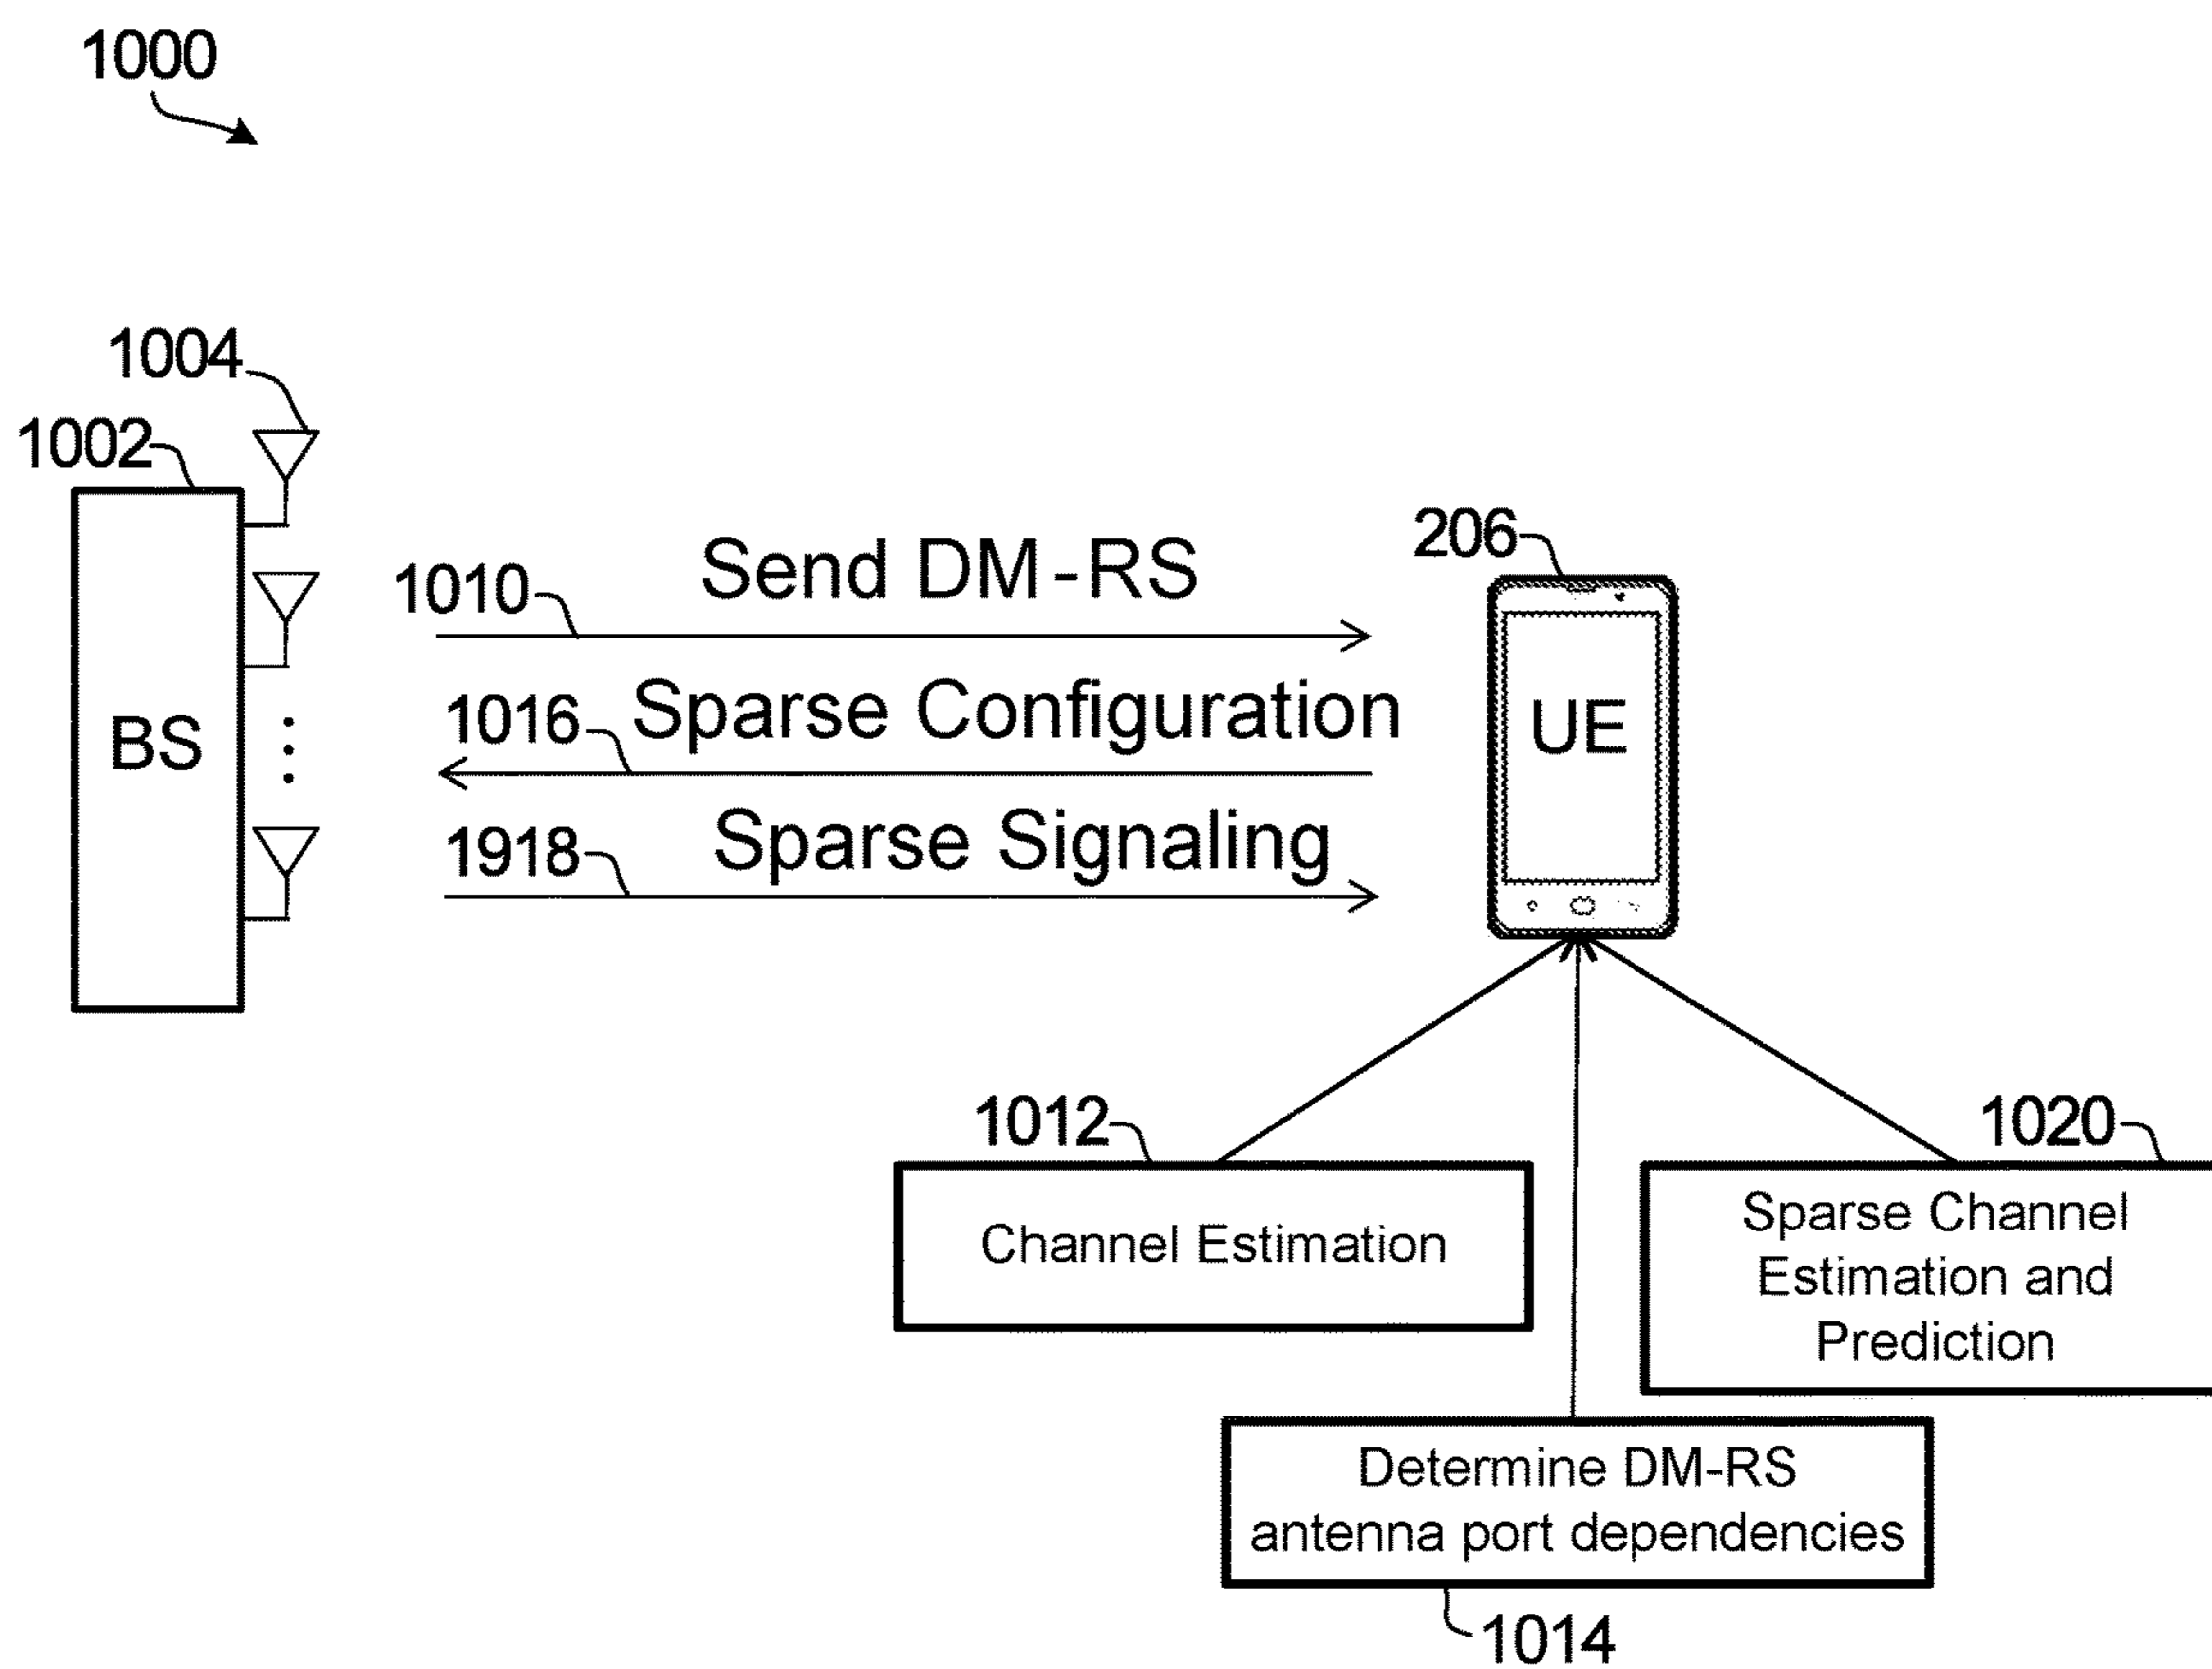 1000
1004
1002
BS
1010
Send DM-RS
1016
Sparse Configuration
1918
Sparse Signaling
206
UE
1012
Channel Estimation
1020
Sparse Channel
Estimation and
Prediction
Determine DM-RS
antenna port dependencies
1014